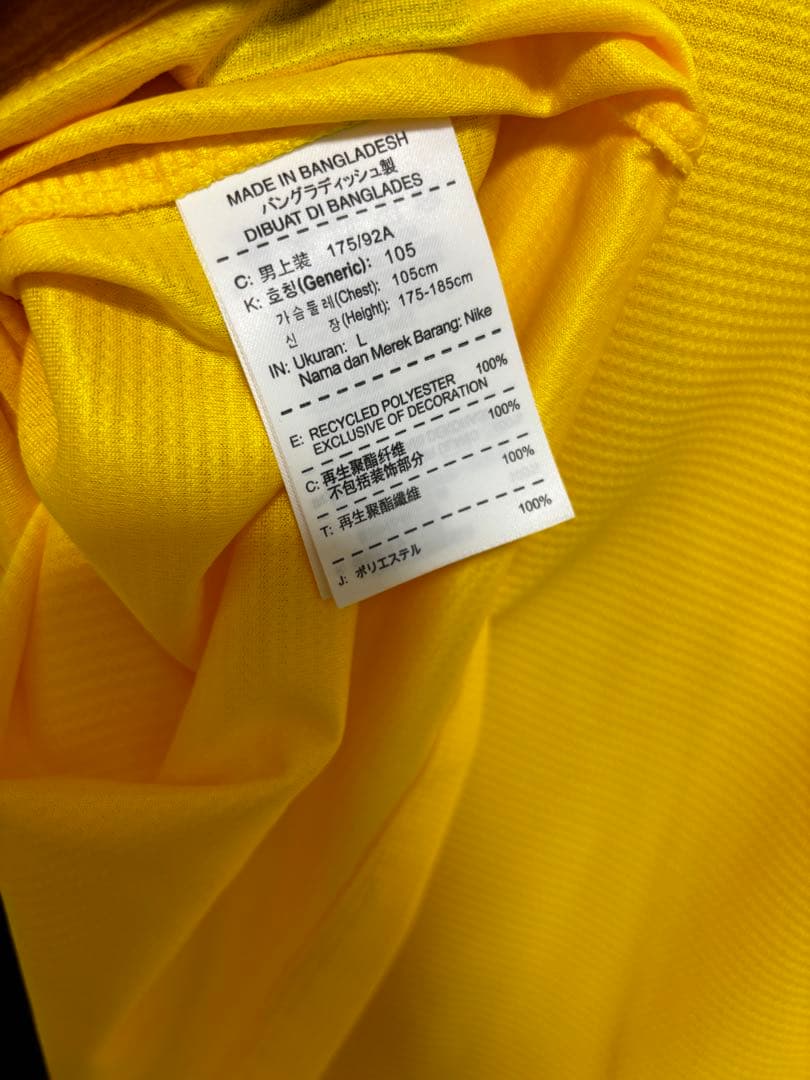 MADE IN BANGLADESH
バングラディッシュ製
DIBUAT DI BANGLADES
C: 男上装 175/92A
K: 호칭(Generic): 105
가슴둘레(Chest): 105cm
신 장(Height): 175-185cm
IN: Ukuran: L
Nama dan Merek Barang: Nike
E: RECYCLED POLYESTER 100%
EXCLUSIVE OF DECORATION
C: 再生聚酯纤维 100%
不包括装饰部分
T: 再生聚酯纖維 100%
J: ポリエステル 100%